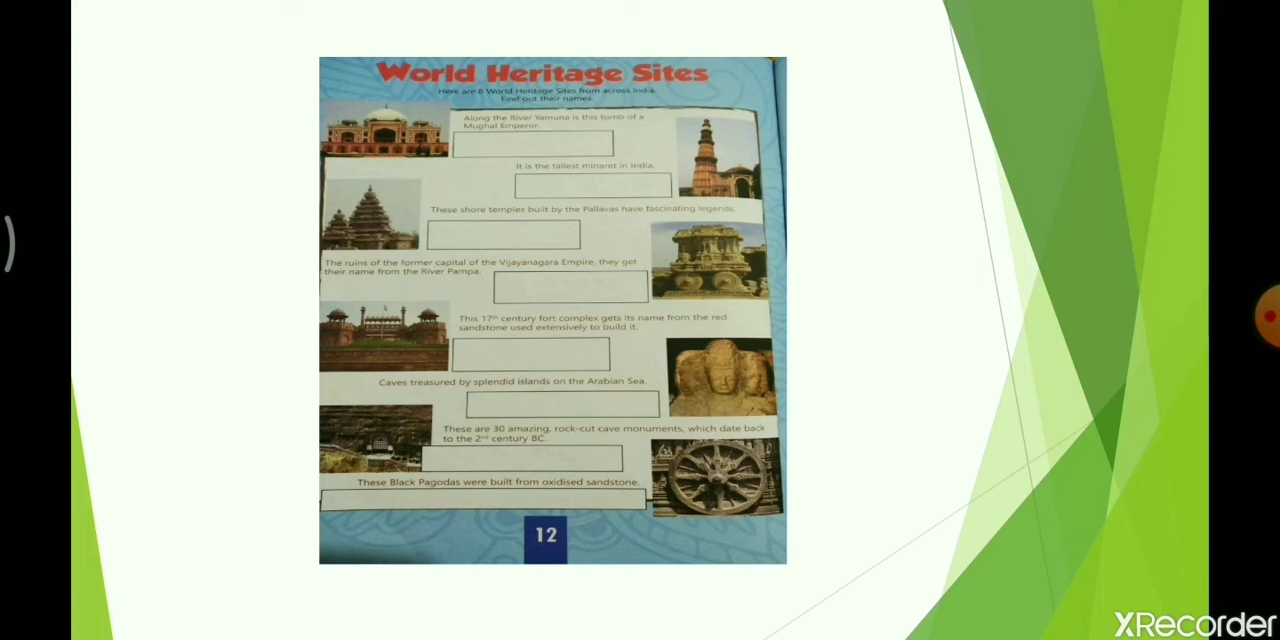 World Heritage Sites
Here are 8 World Heritage Sites from across India.
Find out their names.
Along the River Yamuna is this tomb of a
Mughal Emperor.
It is the tallest minaret in India.
These shore temples built by the Pallavas have fascinating legends.
The ruins of the former capital of the Vijayanagara Empire, they get
their name from the River Pampa.
This 17th century fort complex gets its name from the red
sandstone used extensively to build it.
Caves treasured by splendid islands on the Arabian Sea.
These are 30 amazing, rock-cut cave monuments, which date back
to the 2nd century BC.
These Black Pagodas were built from oxidised sandstone.
12
XRecorder